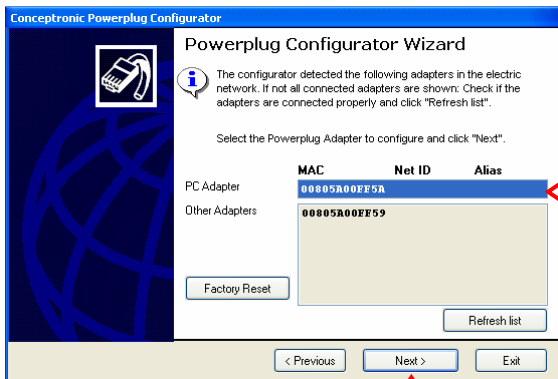 Conceptronic Powerplug Configurator
Powerplug Configurator Wizard
The configurator detected the following adapters in the electric
network. If not all connected adapters are shown: Check if the
adapters are connected properly and click "Refresh list".
Select the Powerplug Adapter to configure and click "Next".
MAC Net ID Alias
PC Adapter 00805A00FF5A
Other Adapters 00805A00FF59
Factory Reset
Refresh list
< Previous Next > Exit